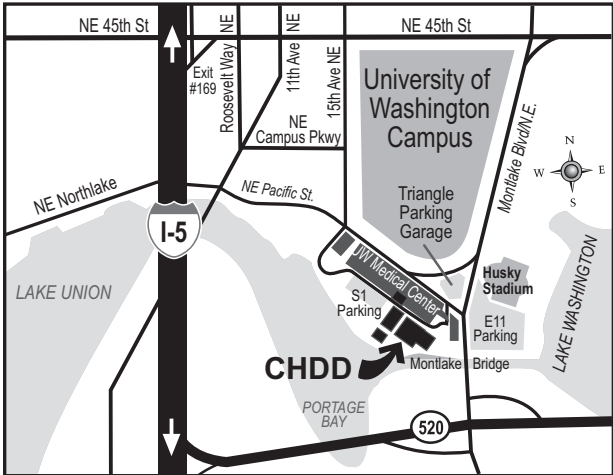 NE 45th St
NE 45th St
Exit
#169
Roosevelt Way NE
11th Ave NE
15th Ave NE
NE
Campus Pkwy
University of
Washington
Campus
Montlake Blvd/N.E.
N
W
E
S
NE Northlake
NE Pacific St.
Triangle
Parking
Garage
I-5
UW Medical Center
LAKE UNION
S1
Parking
Husky
Stadium
E11
Parking
LAKE WASHINGTON
CHDD
Montlake Bridge
PORTAGE
BAY
520